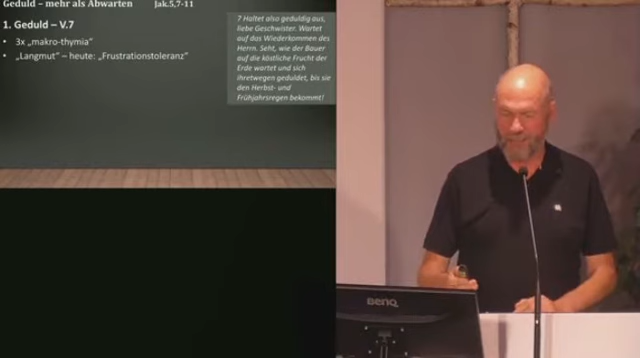 Geduld – mehr als Abwarten Jak.5,7-11
1. Geduld – V.7
• 3x „makro-thymia“
• „Langmut“ – heute: „Frustrationstoleranz“
7 Haltet also geduldig aus,
liebe Geschwister. Wartet
auf das Wiederkommen des
Herrn. Seht, wie der Bauer
auf die köstliche Frucht der
Erde wartet und sich
ihretwegen geduldet, bis sie
den Herbst- und
Frühjahrsregen bekommt!
BENQ